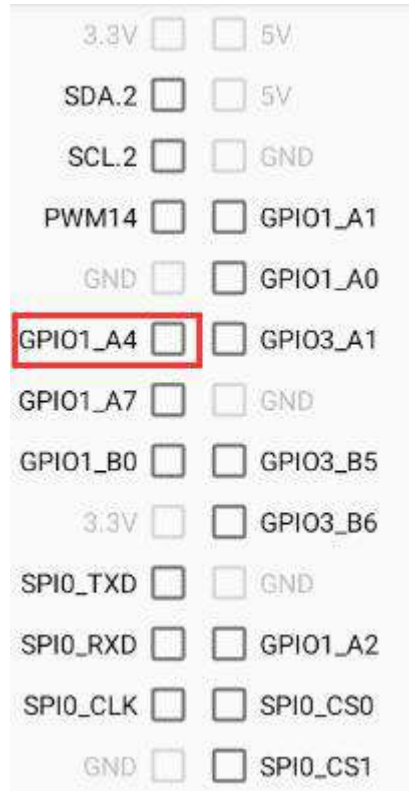 3.3V 5V
SDA.2 5V
SCL.2 GND
PWM14 GPIO1_A1
GND GPIO1_A0
GPIO1_A4 GPIO3_A1
GPIO1_A7 GND
GPIO1_B0 GPIO3_B5
3.3V GPIO3_B6
SPI0_TXD GND
SPI0_RXD GPIO1_A2
SPI0_CLK SPI0_CS0
GND SPI0_CS1